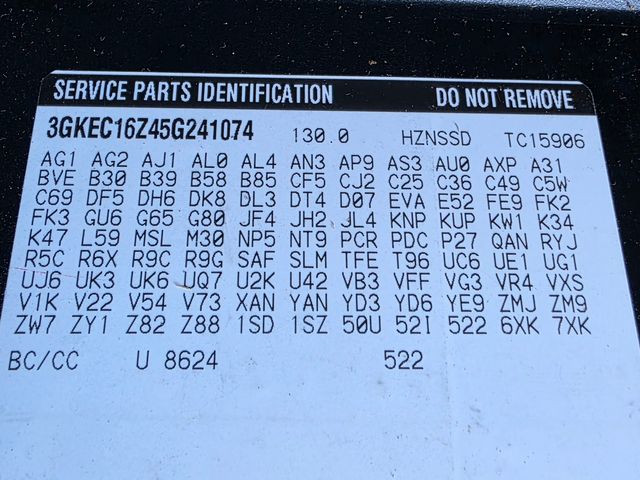 SERVICE PARTS IDENTIFICATION DO NOT REMOVE
3GKEC16Z45G241074 130.0 HZNSSD TC15906
AG1 AG2 AJ1 AL0 AL4 AN3 AP9 AS3 AU0 AXP A31
BVE B30 B39 B58 B85 CF5 CJ2 C25 C36 C49 C5W
C69 DF5 DH6 DK8 DL3 DT4 D07 EVA E52 FE9 FK2
FK3 GU6 G65 G80 JF4 JH2 JL4 KNP KUP KW1 K34
K47 L59 MSL M30 NP5 NT9 PCR PDC P27 QAN RYJ
R5C R6X R9C R9G SAF SLM TFE T96 UC6 UE1 UG1
UJ6 UK3 UK6 UQ7 U2K U42 VB3 VFF VG3 VR4 VXS
V1K V22 V54 V73 XAN YAN YD3 YD6 YE9 ZMJ ZM9
ZW7 ZY1 Z82 Z88 1SD 1SZ 50U 52I 522 6XK 7XK
BC/CC U 8624 522